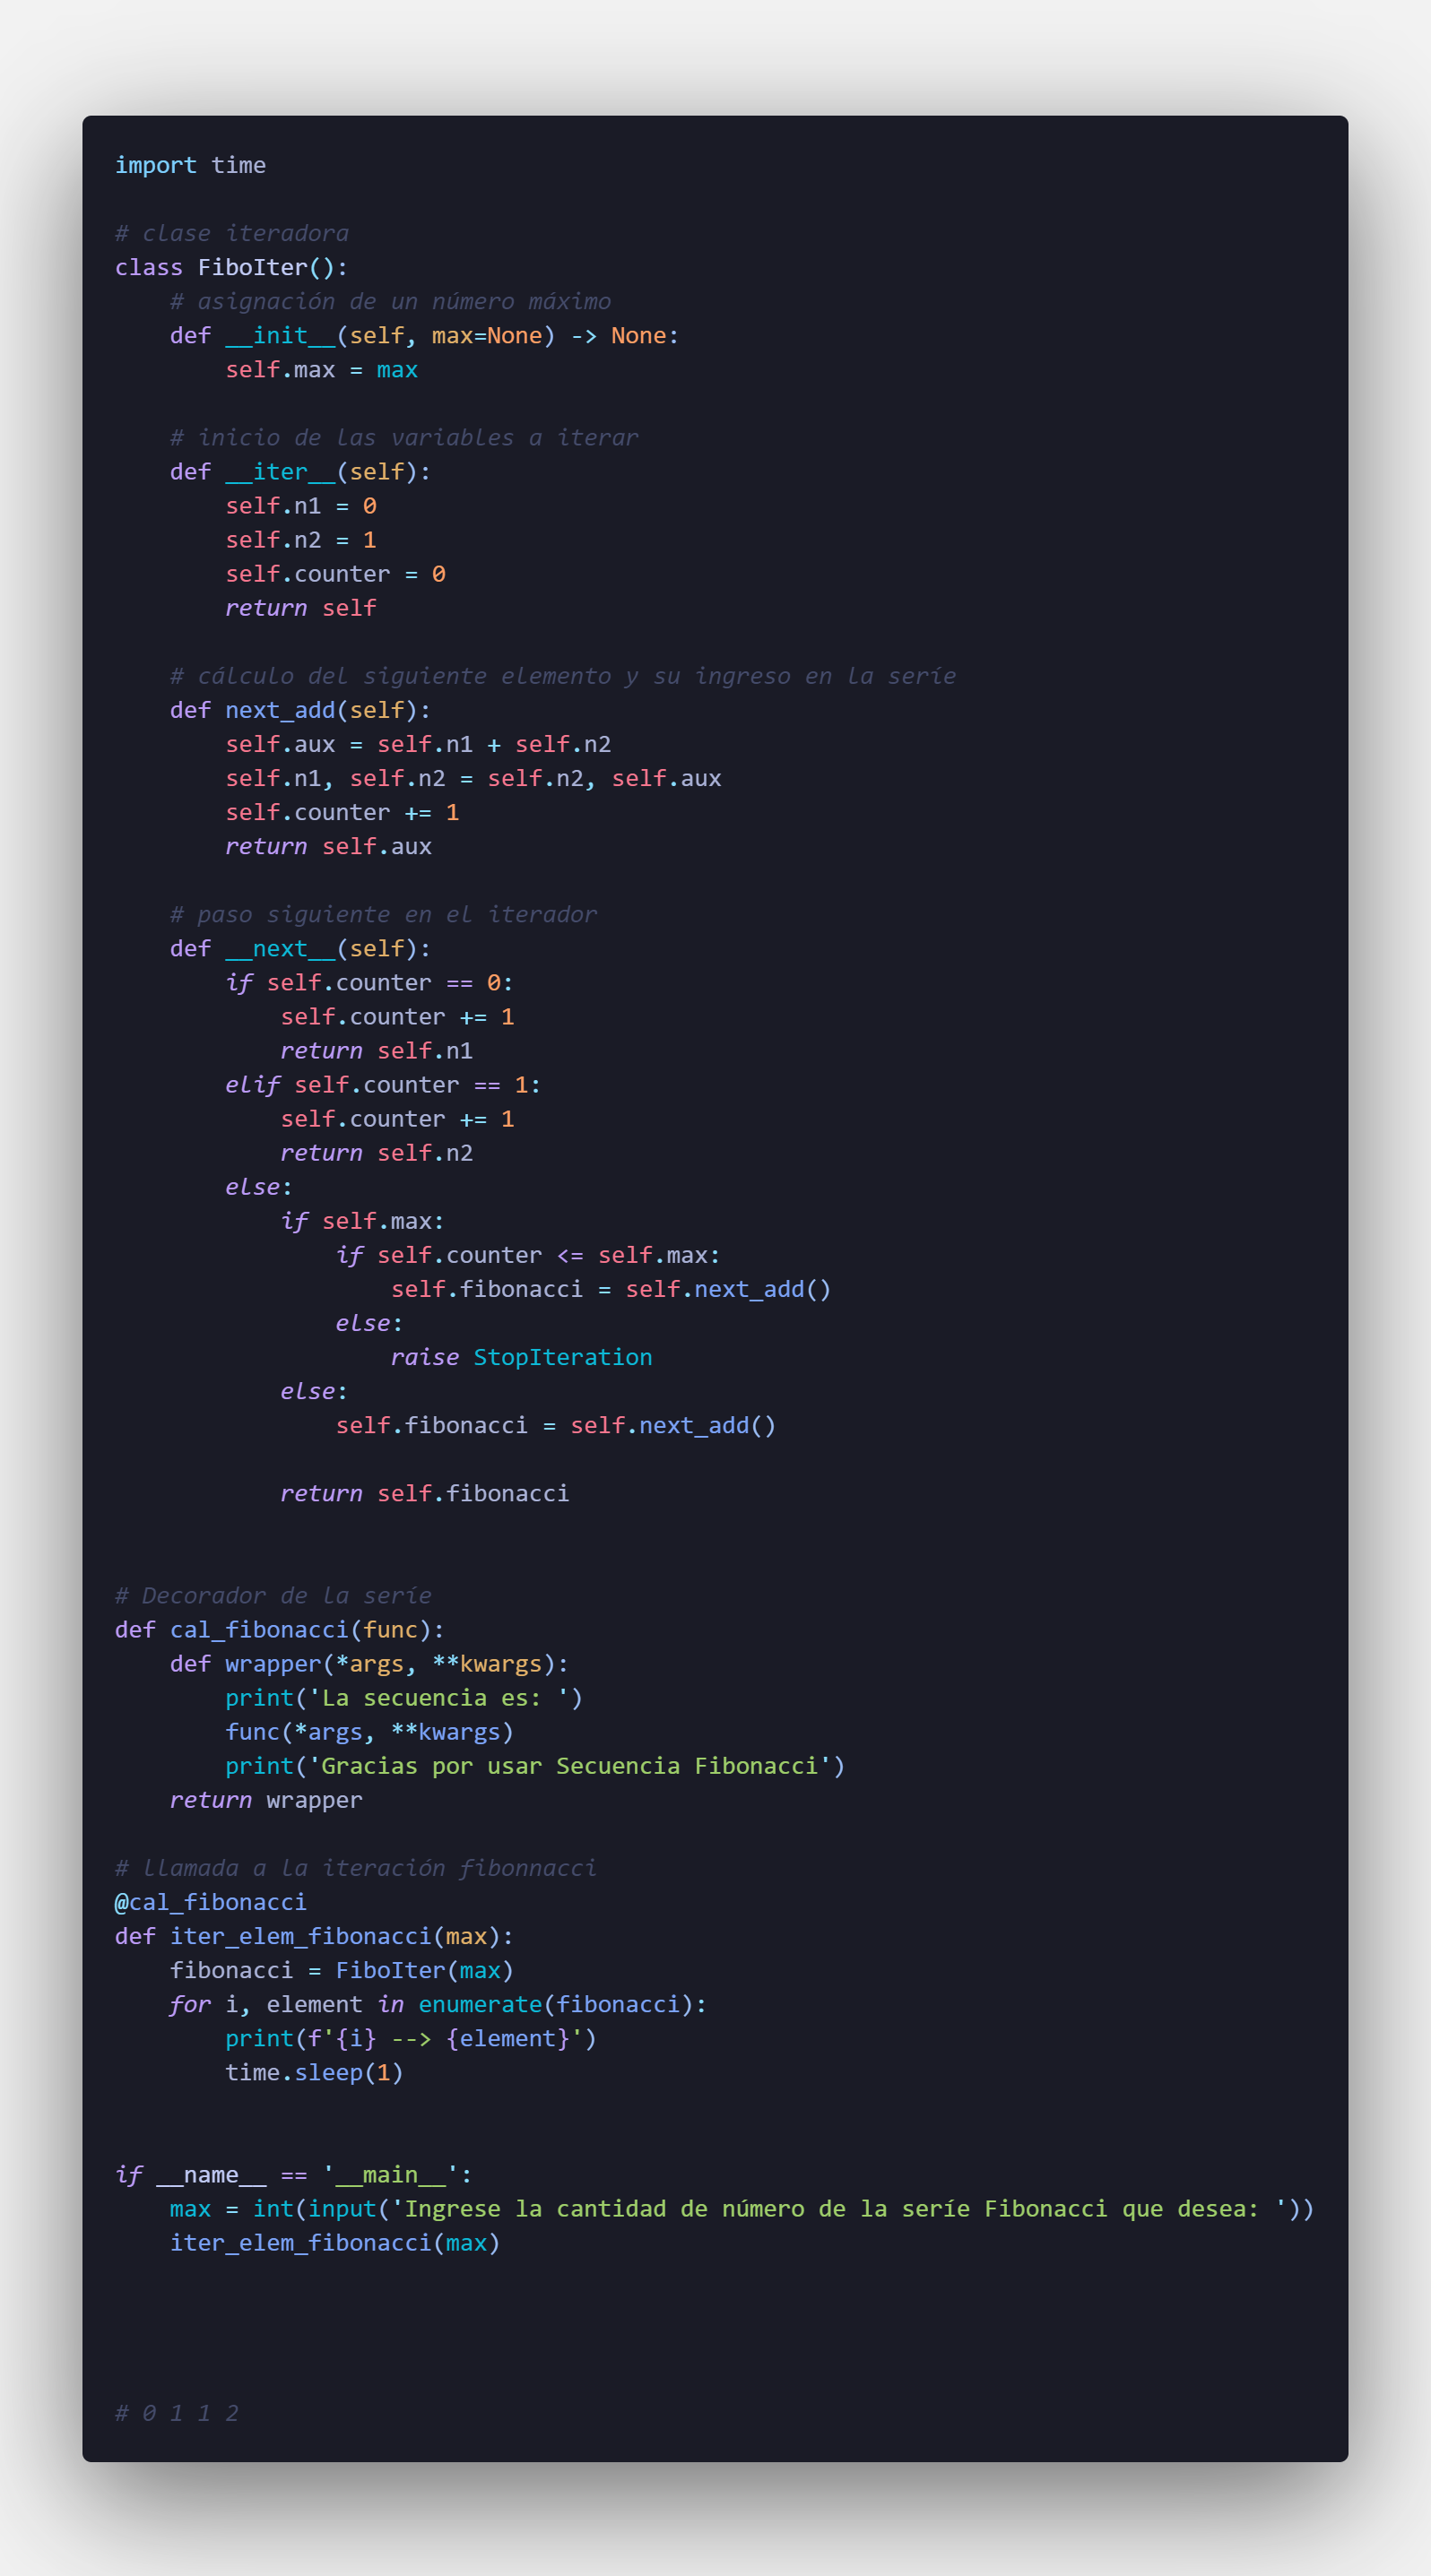 import time
# clase iteradora
class FiboIter():
    # asignación de un número máximo
    def __init__(self, max=None) -> None:
        self.max = max
    # inicio de las variables a iterar
    def __iter__(self):
        self.n1 = 0
        self.n2 = 1
        self.counter = 0
        return self
    # cálculo del siguiente elemento y su ingreso en la seríe
    def next_add(self):
        self.aux = self.n1 + self.n2
        self.n1, self.n2 = self.n2, self.aux
        self.counter += 1
        return self.aux
    # paso siguiente en el iterador
    def __next__(self):
        if self.counter == 0:
            self.counter += 1
            return self.n1
        elif self.counter == 1:
            self.counter += 1
            return self.n2
        else:
            if self.max:
                if self.counter <= self.max:
                    self.fibonacci = self.next_add()
                else:
                    raise StopIteration
            else:
                self.fibonacci = self.next_add()
            return self.fibonacci
# Decorador de la seríe
def cal_fibonacci(func):
    def wrapper(*args, **kwargs):
        print('La secuencia es: ')
        func(*args, **kwargs)
        print('Gracias por usar Secuencia Fibonacci')
    return wrapper
# llamada a la iteración fibonnacci
@cal_fibonacci
def iter_elem_fibonacci(max):
    fibonacci = FiboIter(max)
    for i, element in enumerate(fibonacci):
        print(f'{i} --> {element}')
        time.sleep(1)
if __name__ == '__main__':
    max = int(input('Ingrese la cantidad de número de la seríe Fibonacci que desea: '))
    iter_elem_fibonacci(max)
# 0 1 1 2